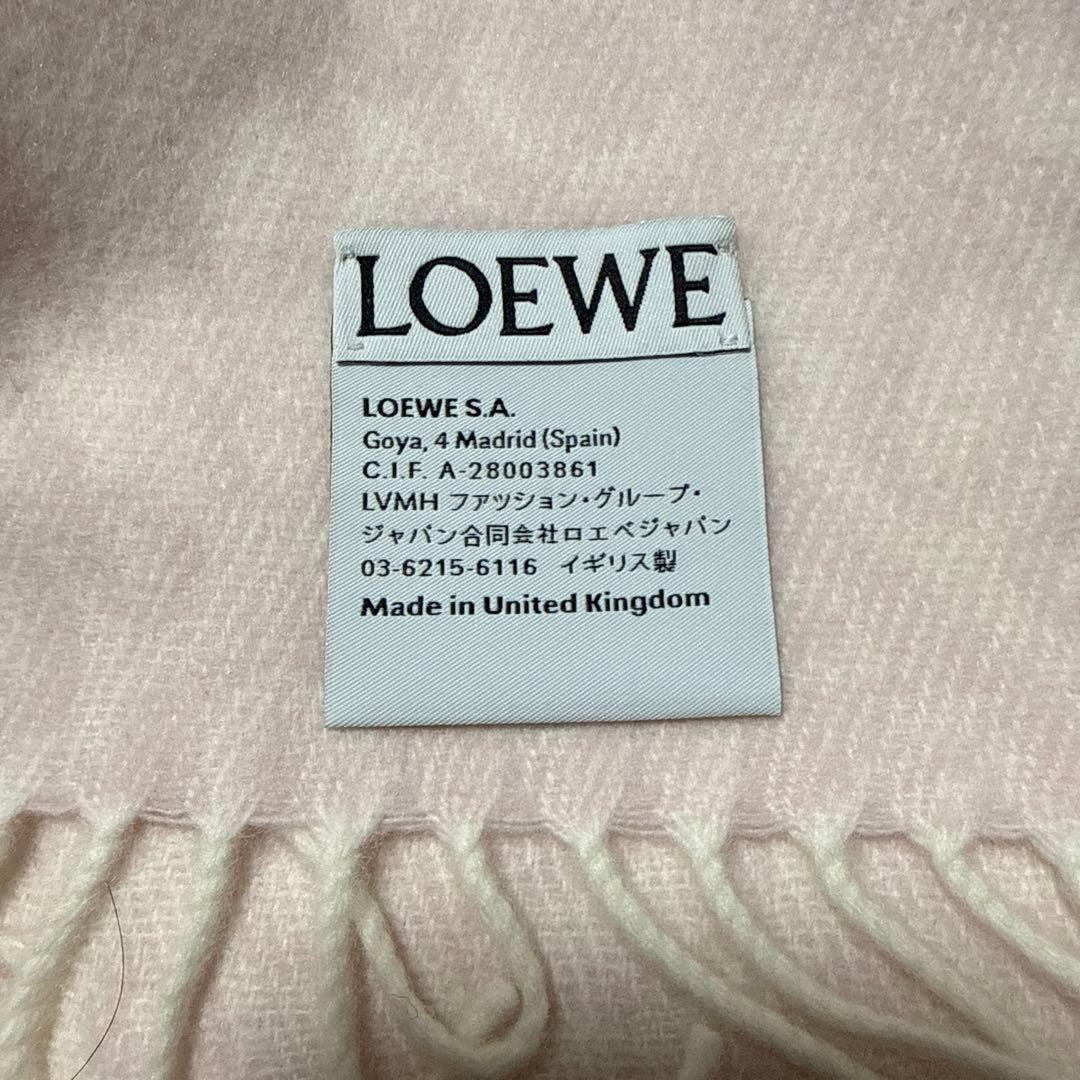 LOEWE
LOEWE S.A.
Goya, 4 Madrid (Spain)
C.I.F. A-28003861
LVMH ファッション・グループ・
ジャパン合同会社ロエベジャパン
03-6215-6116 イギリス製
Made in United Kingdom